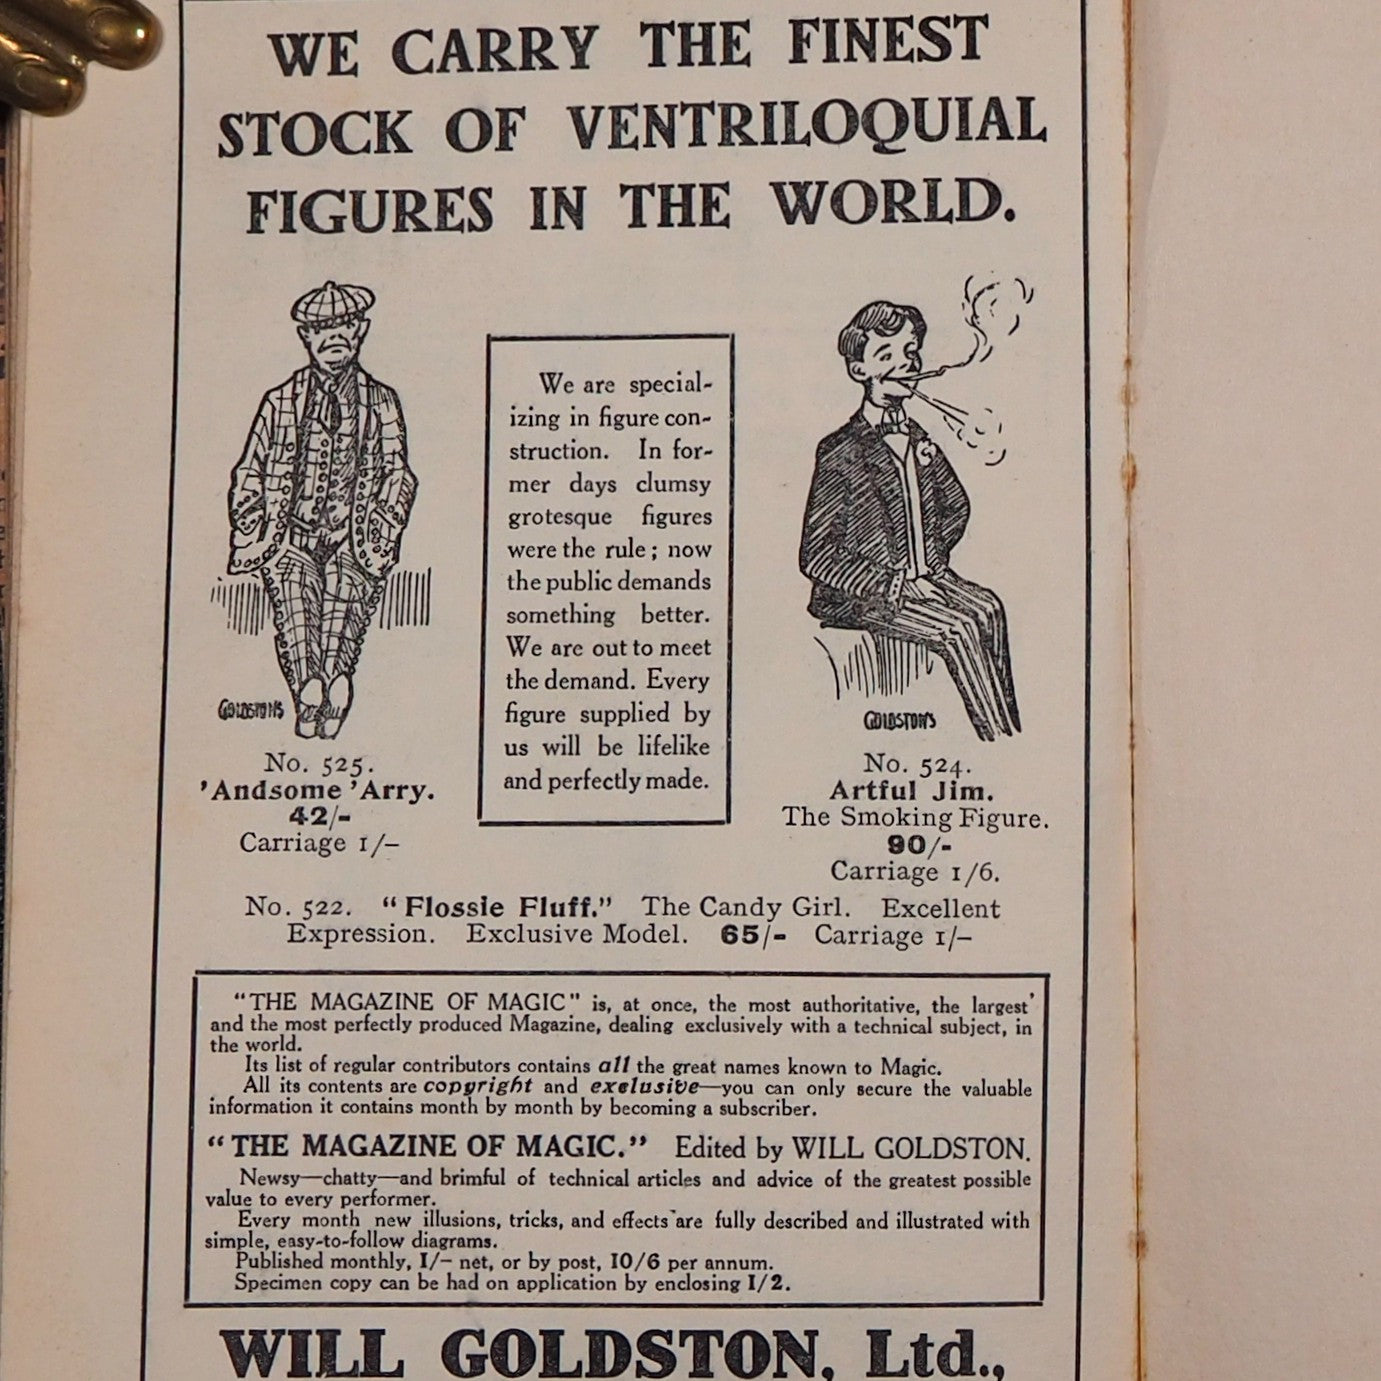 WE CARRY THE FINEST
STOCK OF VENTRILOQUIAL
FIGURES IN THE WORLD.
We are special-
izing in figure con-
struction. In for-
mer days clumsy
grotesque figures
were the rule; now
the public demands
something better.
We are out to meet
the demand. Every
figure supplied by
us will be lifelike
and perfectly made.
GOLDSTONS
No. 525.
'Andsome 'Arry.
42/-
Carriage 1/-
GOLDSTON'S
No. 524.
Artful Jim.
The Smoking Figure.
90/-
Carriage 1/6.
No. 522. "Flossie Fluff." The Candy Girl. Excellent
Expression. Exclusive Model. 65/- Carriage 1/-
"THE MAGAZINE OF MAGIC" is, at once, the most authoritative, the largest'
and the most perfectly produced Magazine, dealing exclusively with a technical subject, in
the world.
Its list of regular contributors contains all the great names known to Magic.
All its contents are copyright and exclusive—you can only secure the valuable
information it contains month by month by becoming a subscriber.
"THE MAGAZINE OF MAGIC." Edited by WILL GOLDSTON.
Newsy—chatty—and brimful of technical articles and advice of the greatest possible
value to every performer.
Every month new illusions, tricks, and effects are fully described and illustrated with
simple, easy-to-follow diagrams.
Published monthly, 1/- net, or by post, 10/6 per annum.
Specimen copy can be had on application by enclosing 1/2.
WILL GOLDSTON, Ltd.,